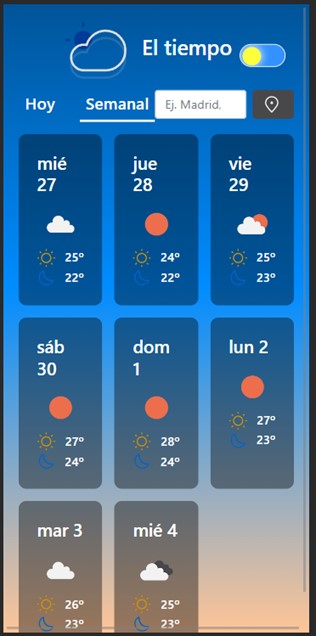 El tiempo
Hoy Semanal Ej. Madrid,
mié jue vie
27 28 29
25º 24º 25º
22º 22º 23º
sáb dom lun 2
30 1
27º 28º 27º
24º 24º 23º
mar 3 mié 4
26º 25º
23º 23º